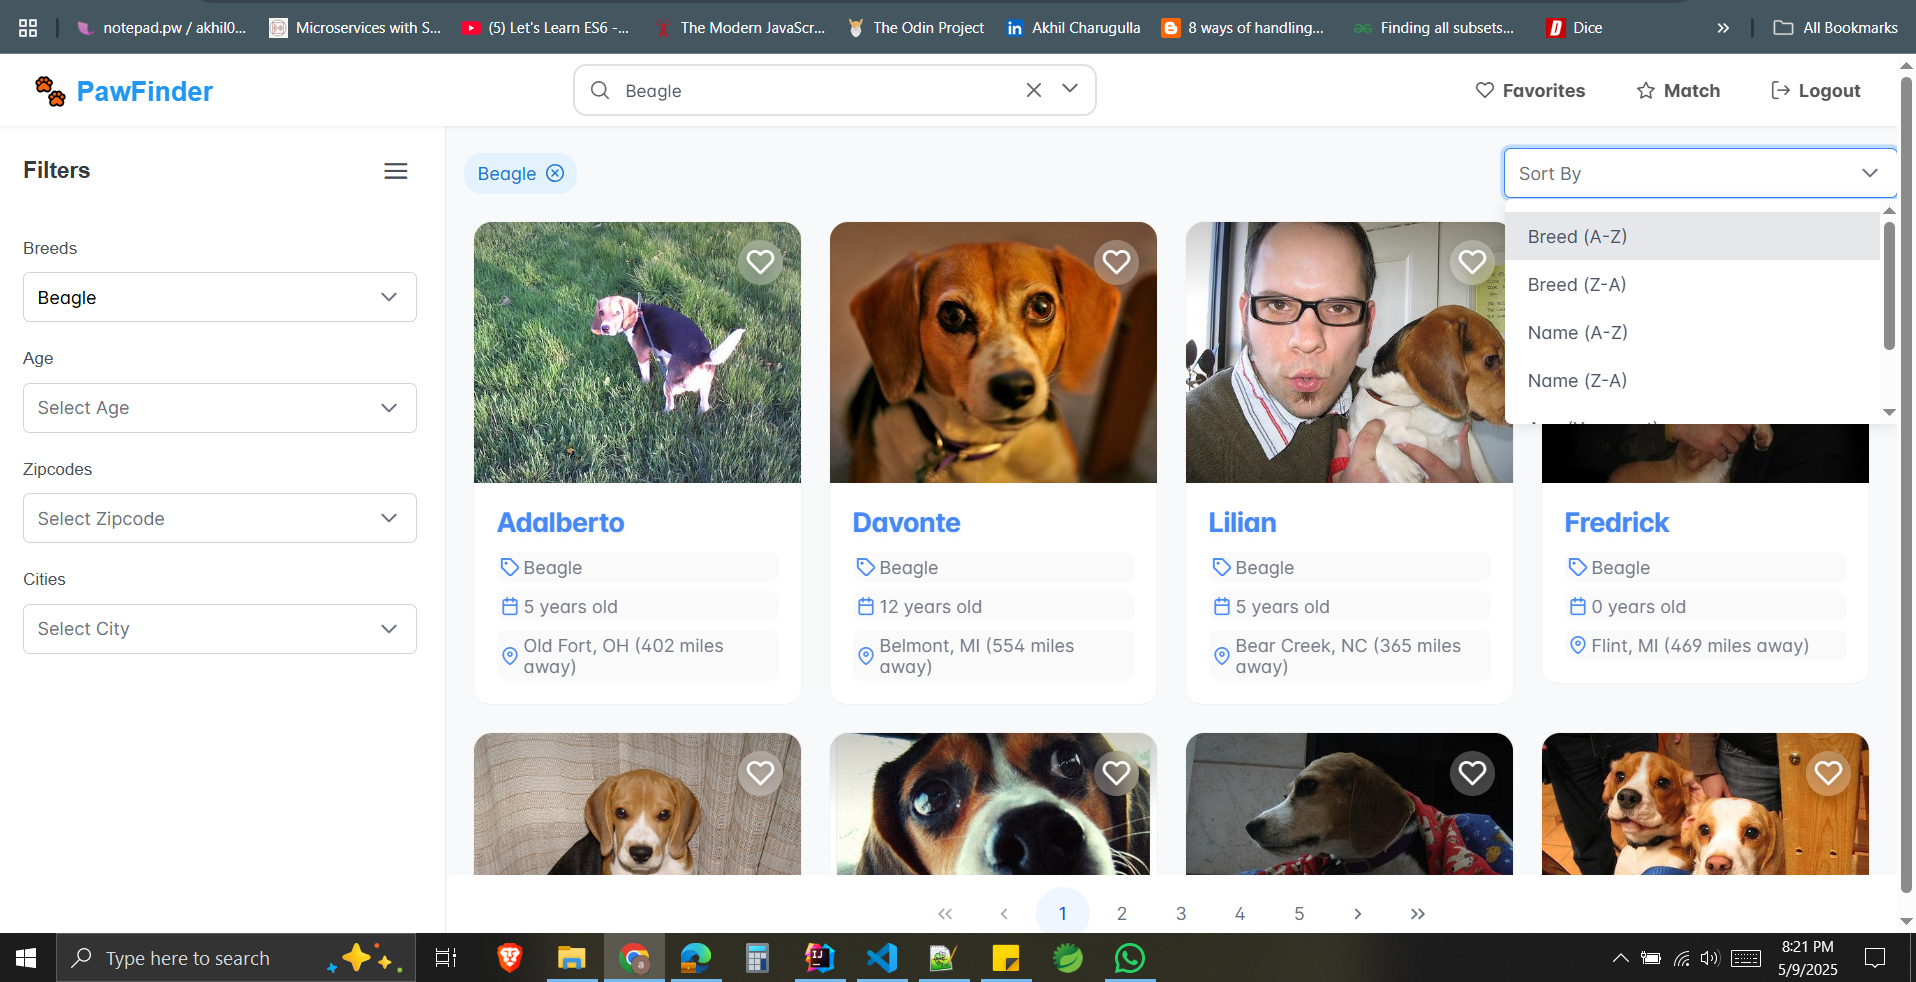 notepad.pw / akhil0...
Microservices with S...
(5) Let's Learn ES6 -...
The Modern JavaScr...
The Odin Project
in
Akhil Charugulla
8 ways of handling...
Finding all subsets...
D
Dice
All Bookmarks
PawFinder
Beagle
Favorites
Match
Logout
Filters
Beagle
Sort By
Breed (A-Z)
Breed (Z-A)
Name (A-Z)
Name (Z-A)
Breeds
Beagle
Age
Select Age
Zipcodes
Select Zipcode
Cities
Select City
Adalberto
Beagle
5 years old
Old Fort, OH (402 miles
away)
Davonte
Beagle
12 years old
Belmont, MI (554 miles
away)
Lilian
Beagle
5 years old
Bear Creek, NC (365 miles
away)
Fredrick
Beagle
0 years old
Flint, MI (469 miles away)
1
2
3
4
5
Type here to search
8:21 PM
5/9/2025